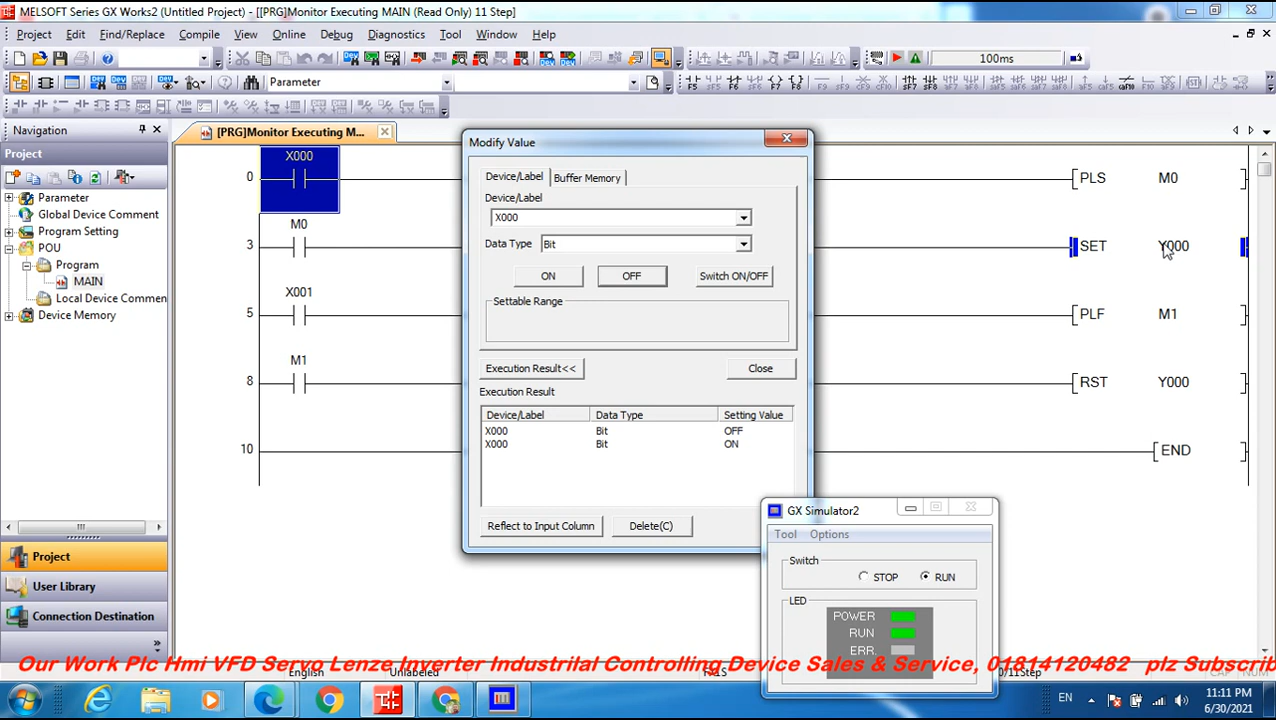 MELSOFT Series GX Works2 (Untitled Project) - [[PRG]Monitor Executing MAIN (Read Only) 11 Step]
Project Edit Find/Replace Compile View Online Debug Diagnostics Tool Window Help
100ms
Parameter
Navigation
[PRG]Monitor Executing M...
Project
Parameter
Global Device Comment
Program Setting
POU
Program
MAIN
Local Device Commen
Device Memory
Project
User Library
Connection Destination
X000
0 PLS M0
M0
3 SET Y000
X001
5 PLF M1
M1
8 RST Y000
10 END
Modify Value
Device/Label Buffer Memory
Device/Label
X000
Data Type Bit
ON OFF Switch ON/OFF
Settable Range
Execution Result<< Close
Execution Result
Device/Label Data Type Setting Value
X000 Bit OFF
X000 Bit ON
Reflect to Input Column Delete(C)
GX Simulator2
Tool Options
Switch
STOP RUN
LED
POWER
RUN
ERR.
Our Work Plc Hmi VFD Servo Lenze Inverter Industrilal Controlling Device Sales & Service, 01814120482 plz Subscrib
English Unlabeled /11Step CAP NUM
EN 11:11 PM
6/30/2021